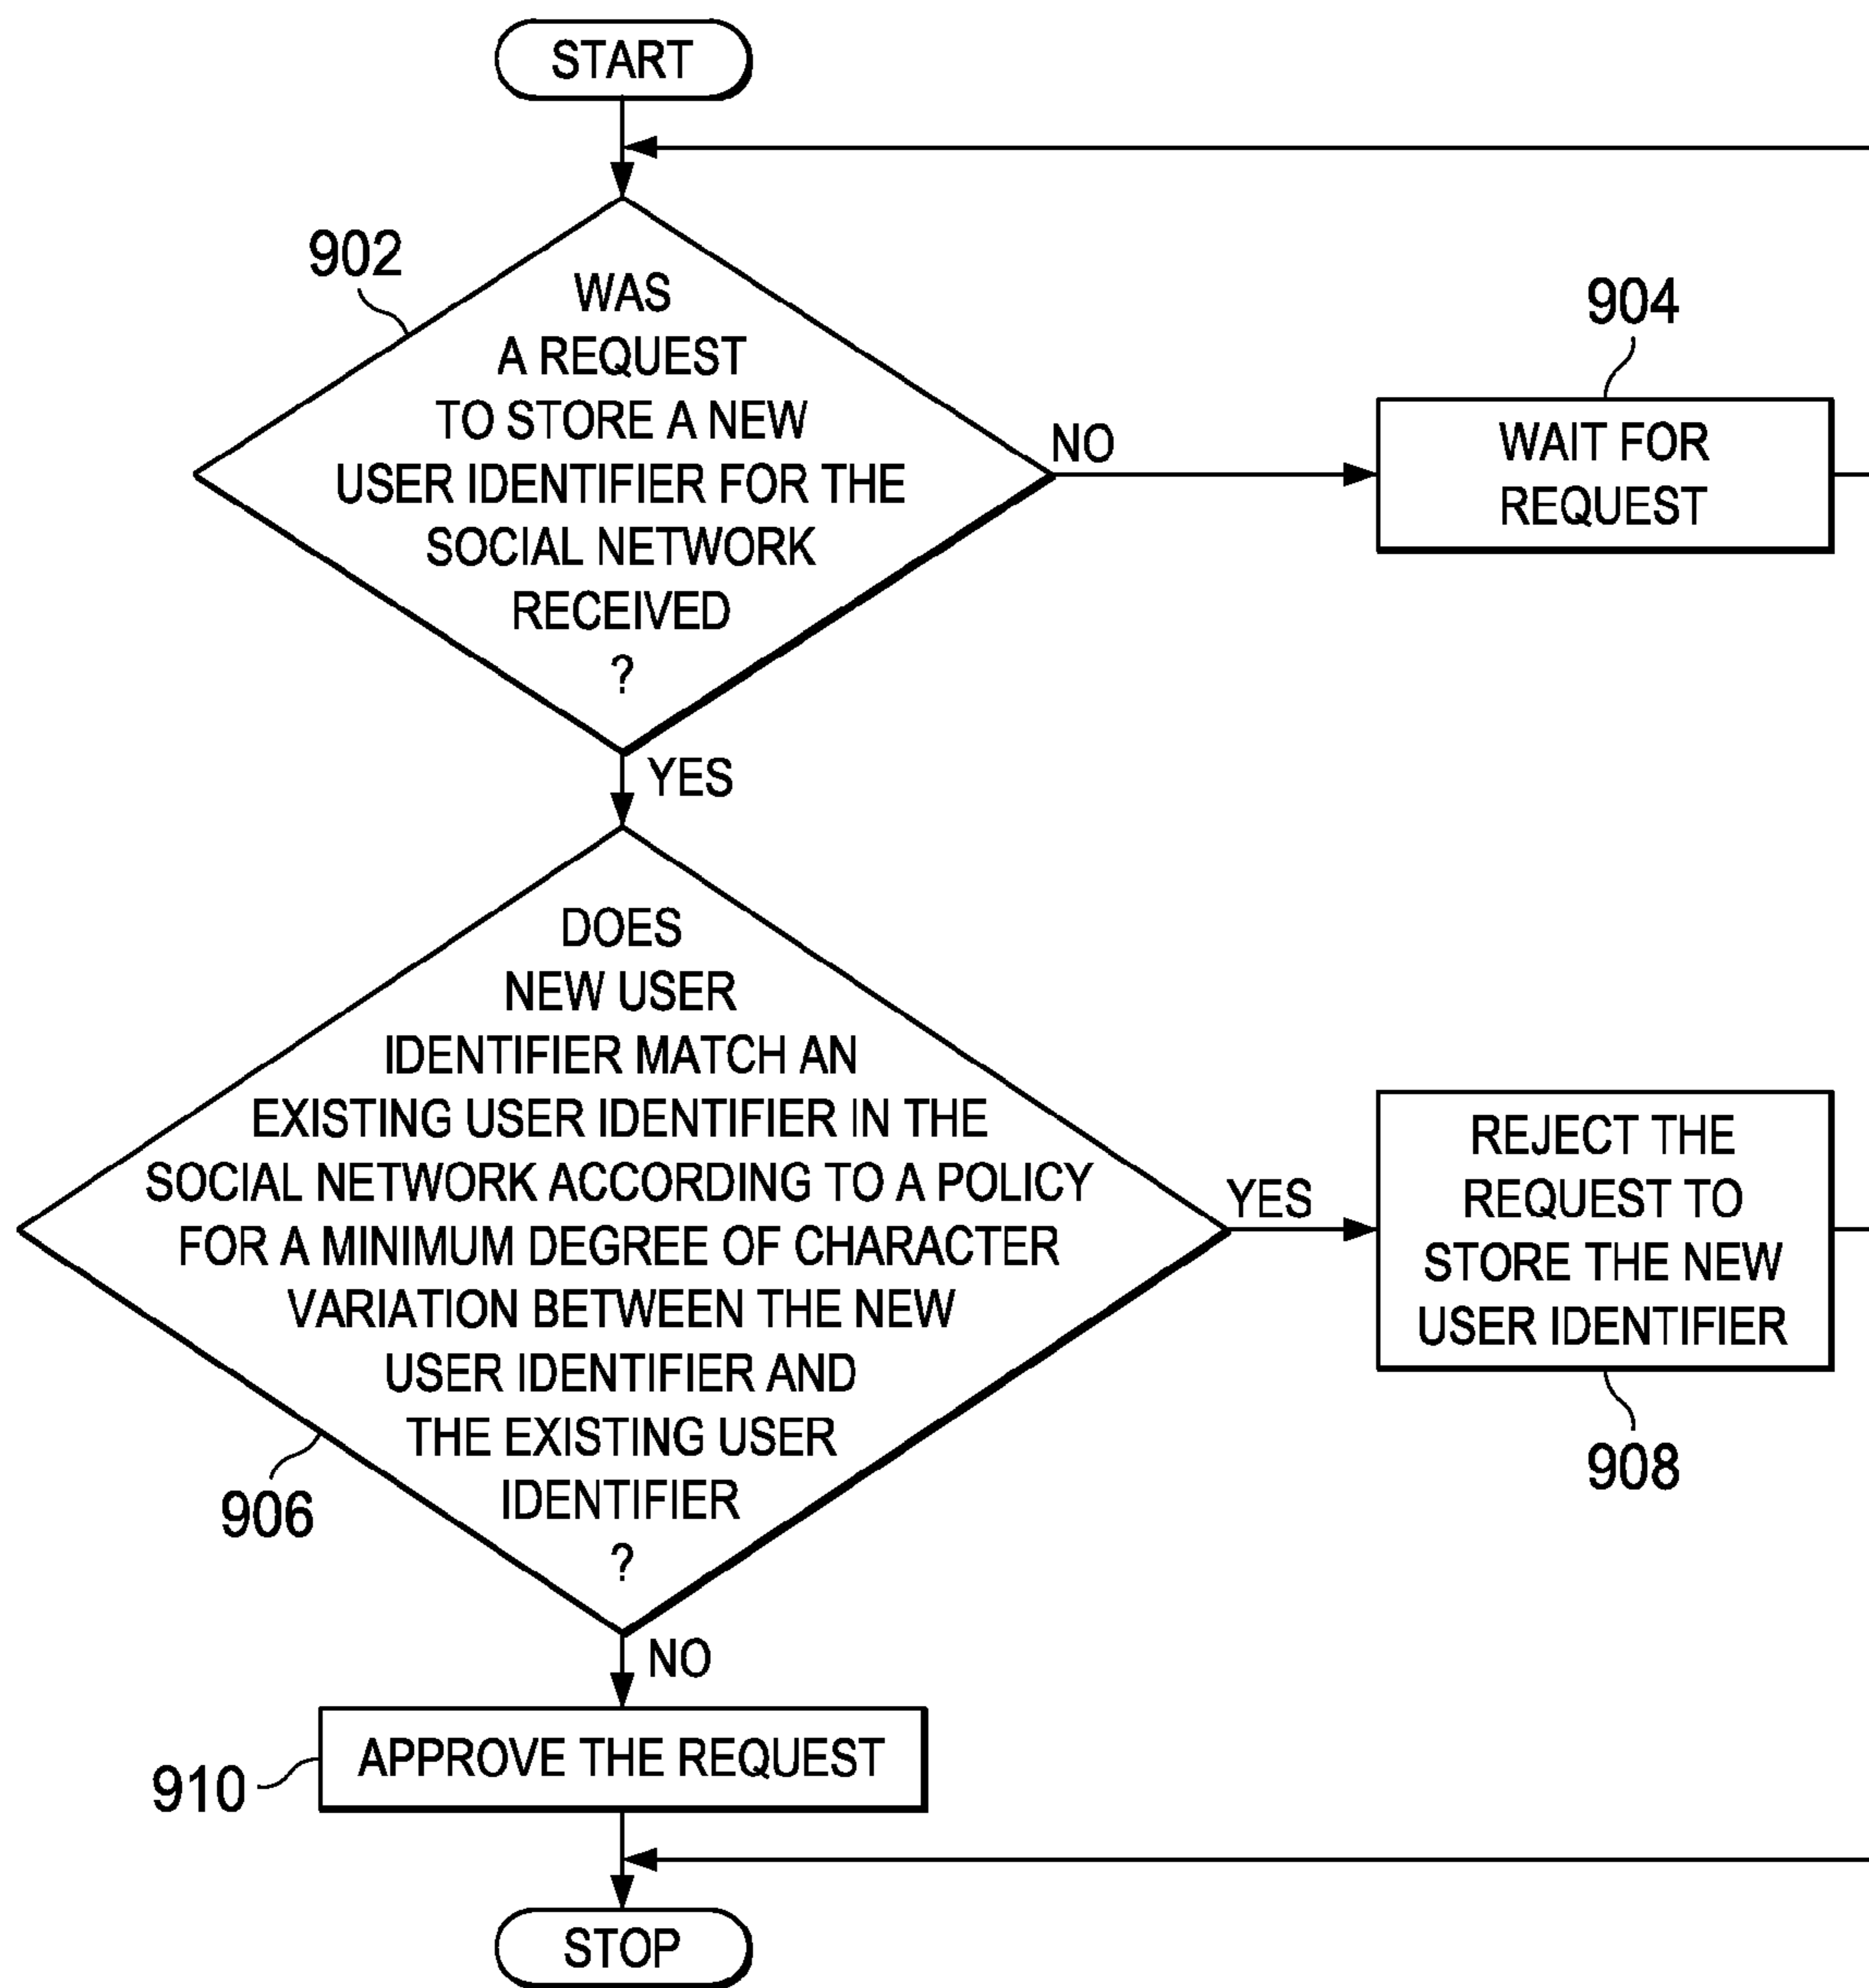 START
902
WAS
A REQUEST
TO STORE A NEW
USER IDENTIFIER FOR THE
SOCIAL NETWORK
RECEIVED
?
NO
904
WAIT FOR
REQUEST
YES
DOES
NEW USER
IDENTIFIER MATCH AN
EXISTING USER IDENTIFIER IN THE
SOCIAL NETWORK ACCORDING TO A POLICY
FOR A MINIMUM DEGREE OF CHARACTER
VARIATION BETWEEN THE NEW
USER IDENTIFIER AND
THE EXISTING USER
IDENTIFIER
?
906
YES
REJECT THE
REQUEST TO
STORE THE NEW
USER IDENTIFIER
908
NO
APPROVE THE REQUEST
910
STOP